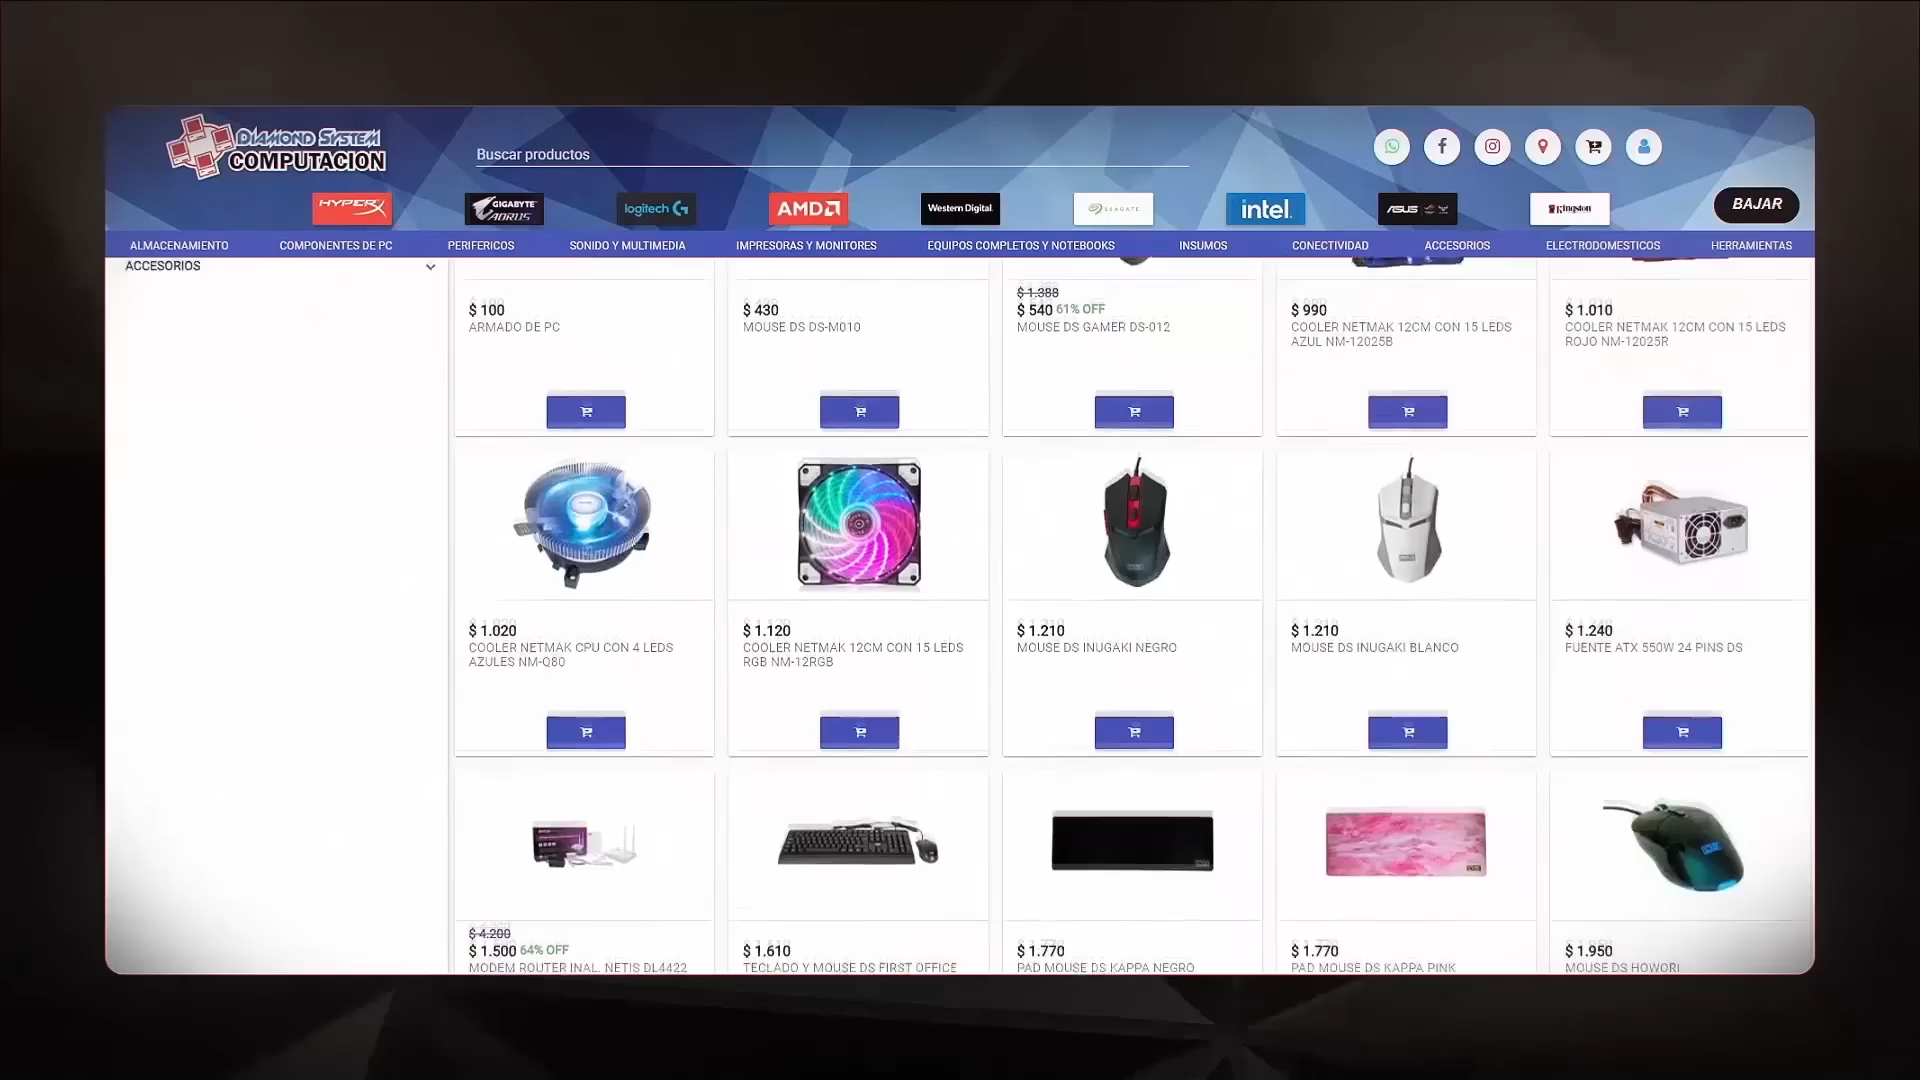 DIAMOND SYSTEM
COMPUTACION
Buscar productos
HYPERX
GIGABYTE
AORUS
logitech G
AMD
Western Digital.
SEAGATE
intel.
ASUS
Kingston
BAJAR
ALMACENAMIENTO
COMPONENTES DE PC
PERIFERICOS
SONIDO Y MULTIMEDIA
IMPRESORAS Y MONITORES
EQUIPOS COMPLETOS Y NOTEBOOKS
INSUMOS
CONECTIVIDAD
ACCESORIOS
ELECTRODOMESTICOS
HERRAMIENTAS
ACCESORIOS
$ 100
ARMADO DE PC
$ 430
MOUSE DS DS-M010
$ 1.388
$ 540 61% OFF
MOUSE DS GAMER DS-012
$ 990
COOLER NETMAK 12CM CON 15 LEDS
AZUL NM-12025B
$ 1.010
COOLER NETMAK 12CM CON 15 LEDS
ROJO NM-12025R
$ 1.020
COOLER NETMAK CPU CON 4 LEDS
AZULES NM-Q80
$ 1.120
COOLER NETMAK 12CM CON 15 LEDS
RGB NM-12RGB
$ 1.210
MOUSE DS INUGAKI NEGRO
$ 1.210
MOUSE DS INUGAKI BLANCO
$ 1.240
FUENTE ATX 550W 24 PINS DS
$ 4.200
$ 1.500 64% OFF
MODEM ROUTER INAL. NETIS DL4422
$ 1.610
TECLADO Y MOUSE DS FIRST OFFICE
$ 1.770
PAD MOUSE DS KAPPA NEGRO
$ 1.770
PAD MOUSE DS KAPPA PINK
$ 1.950
MOUSE DS HOWORI